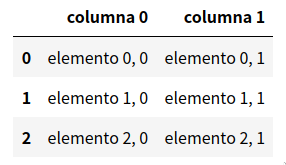 columna 0 columna 1
0 elemento 0, 0 elemento 0, 1
1 elemento 1, 0 elemento 1, 1
2 elemento 2, 0 elemento 2, 1